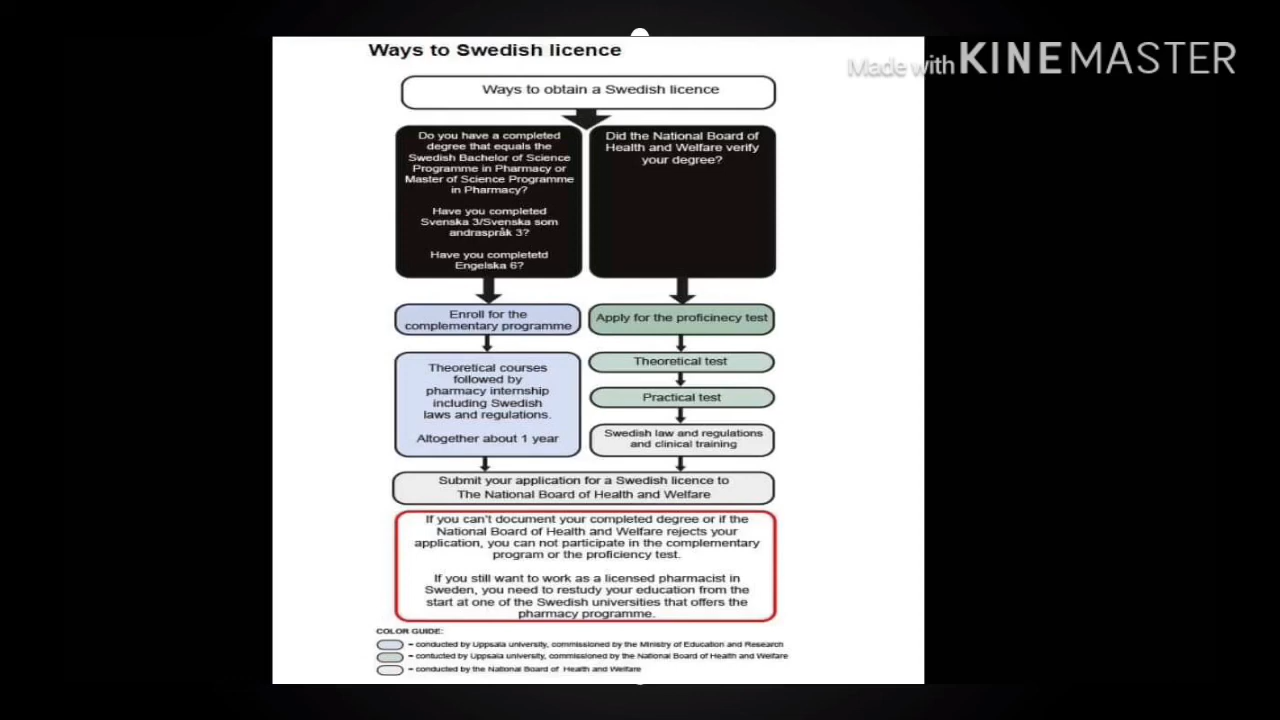 Ways to Swedish licence
Made with KINEMASTER
Ways to obtain a Swedish licence
Do you have a completed
degree that equals the
Swedish Bachelor of Science
Programme in Pharmacy or
Master of Science Programme
in Pharmacy?
Have you completed
Svenska 3/Svenska som
andraspråk 3?
Have you completetd
Engelska 6?
Did the National Board of
Health and Welfare verify
your degree?
Enroll for the
complementary programme
Apply for the proficinecy test
Theoretical courses
followed by
pharmacy internship
including Swedish
laws and regulations.
Altogether about 1 year
Theoretical test
Practical test
Swedish law and regulations
and clinical training
Submit your application for a Swedish licence to
The National Board of Health and Welfare
If you can't document your completed degree or if the
National Board of Health and Welfare rejects your
application, you can not participate in the complementary
program or the proficiency test.
If you still want to work as a licensed pharmacist in
Sweden, you need to restudy your education from the
start at one of the Swedish universities that offers the
pharmacy programme.
COLOR GUIDE:
= conducted by Uppsala university, commissioned by the Ministry of Education and Research
= contucted by Uppsala university, commissioned by the National Board of Health and Welfare
= conducted by the National Board of Health and Welfare